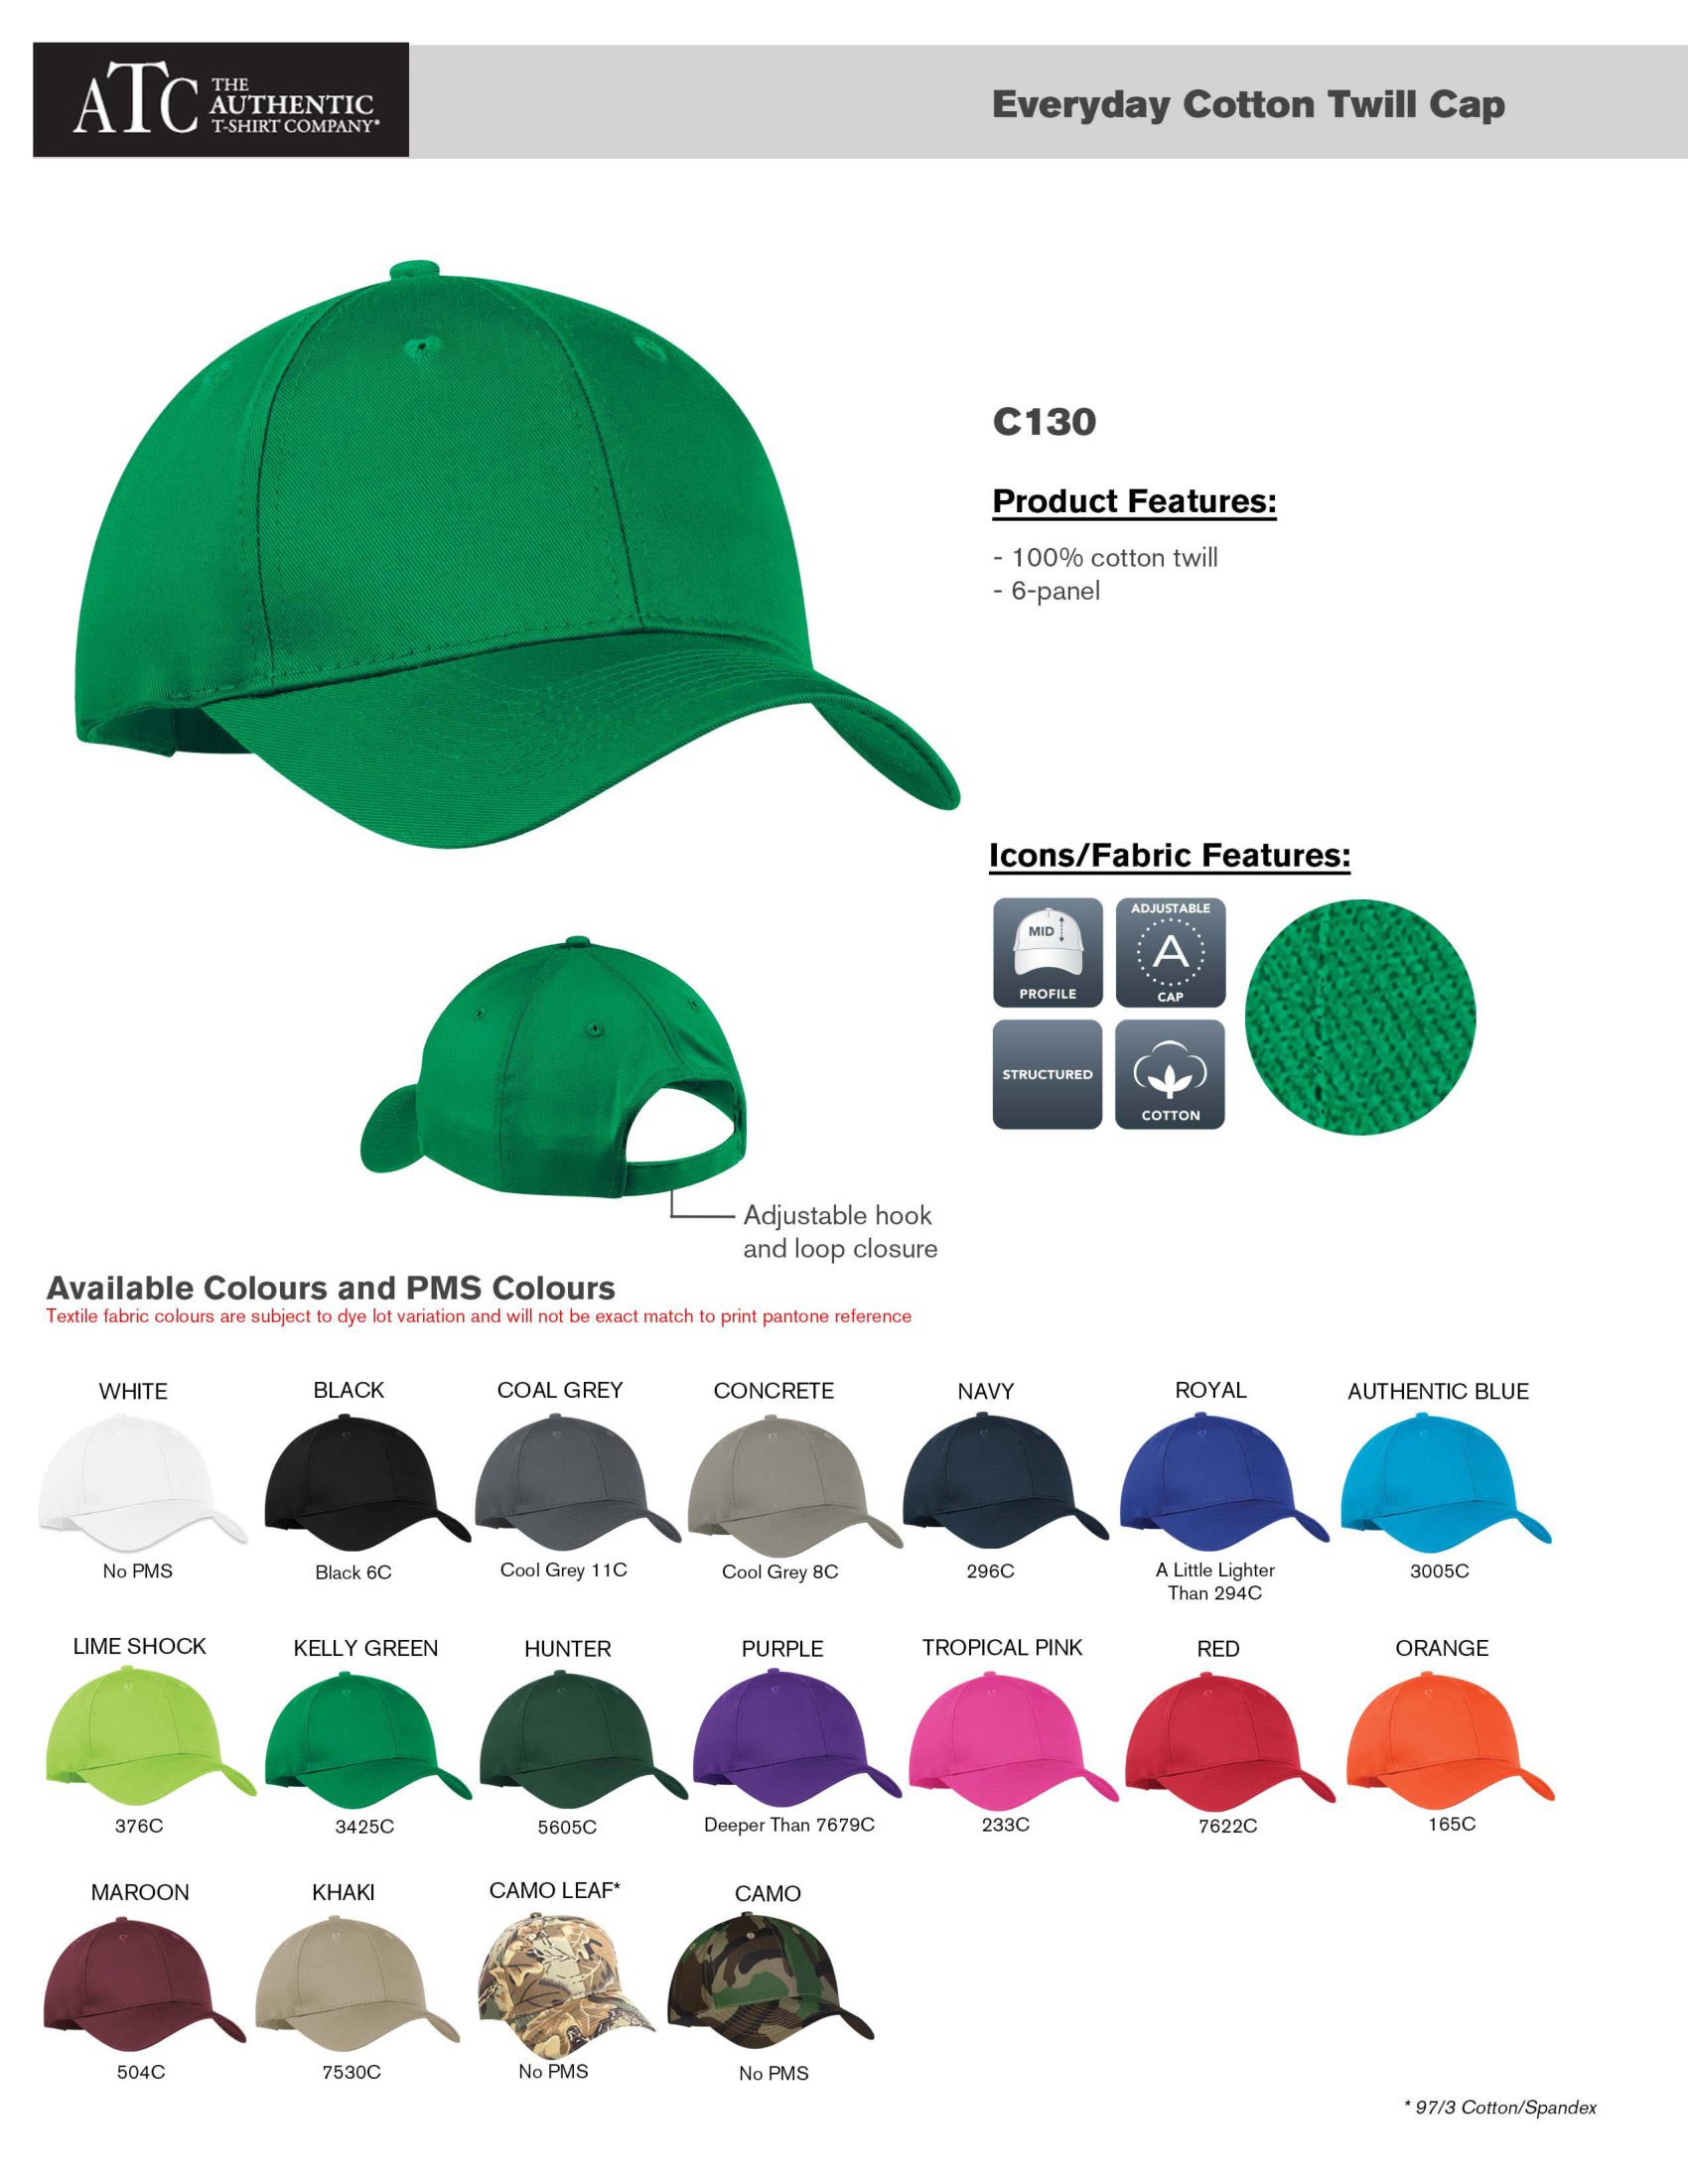 ATC THE
AUTHENTIC
T-SHIRT COMPANY®
Everyday Cotton Twill Cap
C130
Product Features:
- 100% cotton twill
- 6-panel
Icons/Fabric Features:
MID
PROFILE
ADJUSTABLE
A
CAP
STRUCTURED
COTTON
Adjustable hook
and loop closure
Available Colours and PMS Colours
Textile fabric colours are subject to dye lot variation and will not be exact match to print pantone reference
WHITE BLACK COAL GREY CONCRETE NAVY ROYAL AUTHENTIC BLUE
No PMS Black 6C Cool Grey 11C Cool Grey 8C 296C A Little Lighter 3005C
Than 294C
LIME SHOCK KELLY GREEN HUNTER PURPLE TROPICAL PINK RED ORANGE
376C 3425C 5605C Deeper Than 7679C 233C 7622C 165C
MAROON KHAKI CAMO LEAF* CAMO
504C 7530C No PMS No PMS
* 97/3 Cotton/Spandex